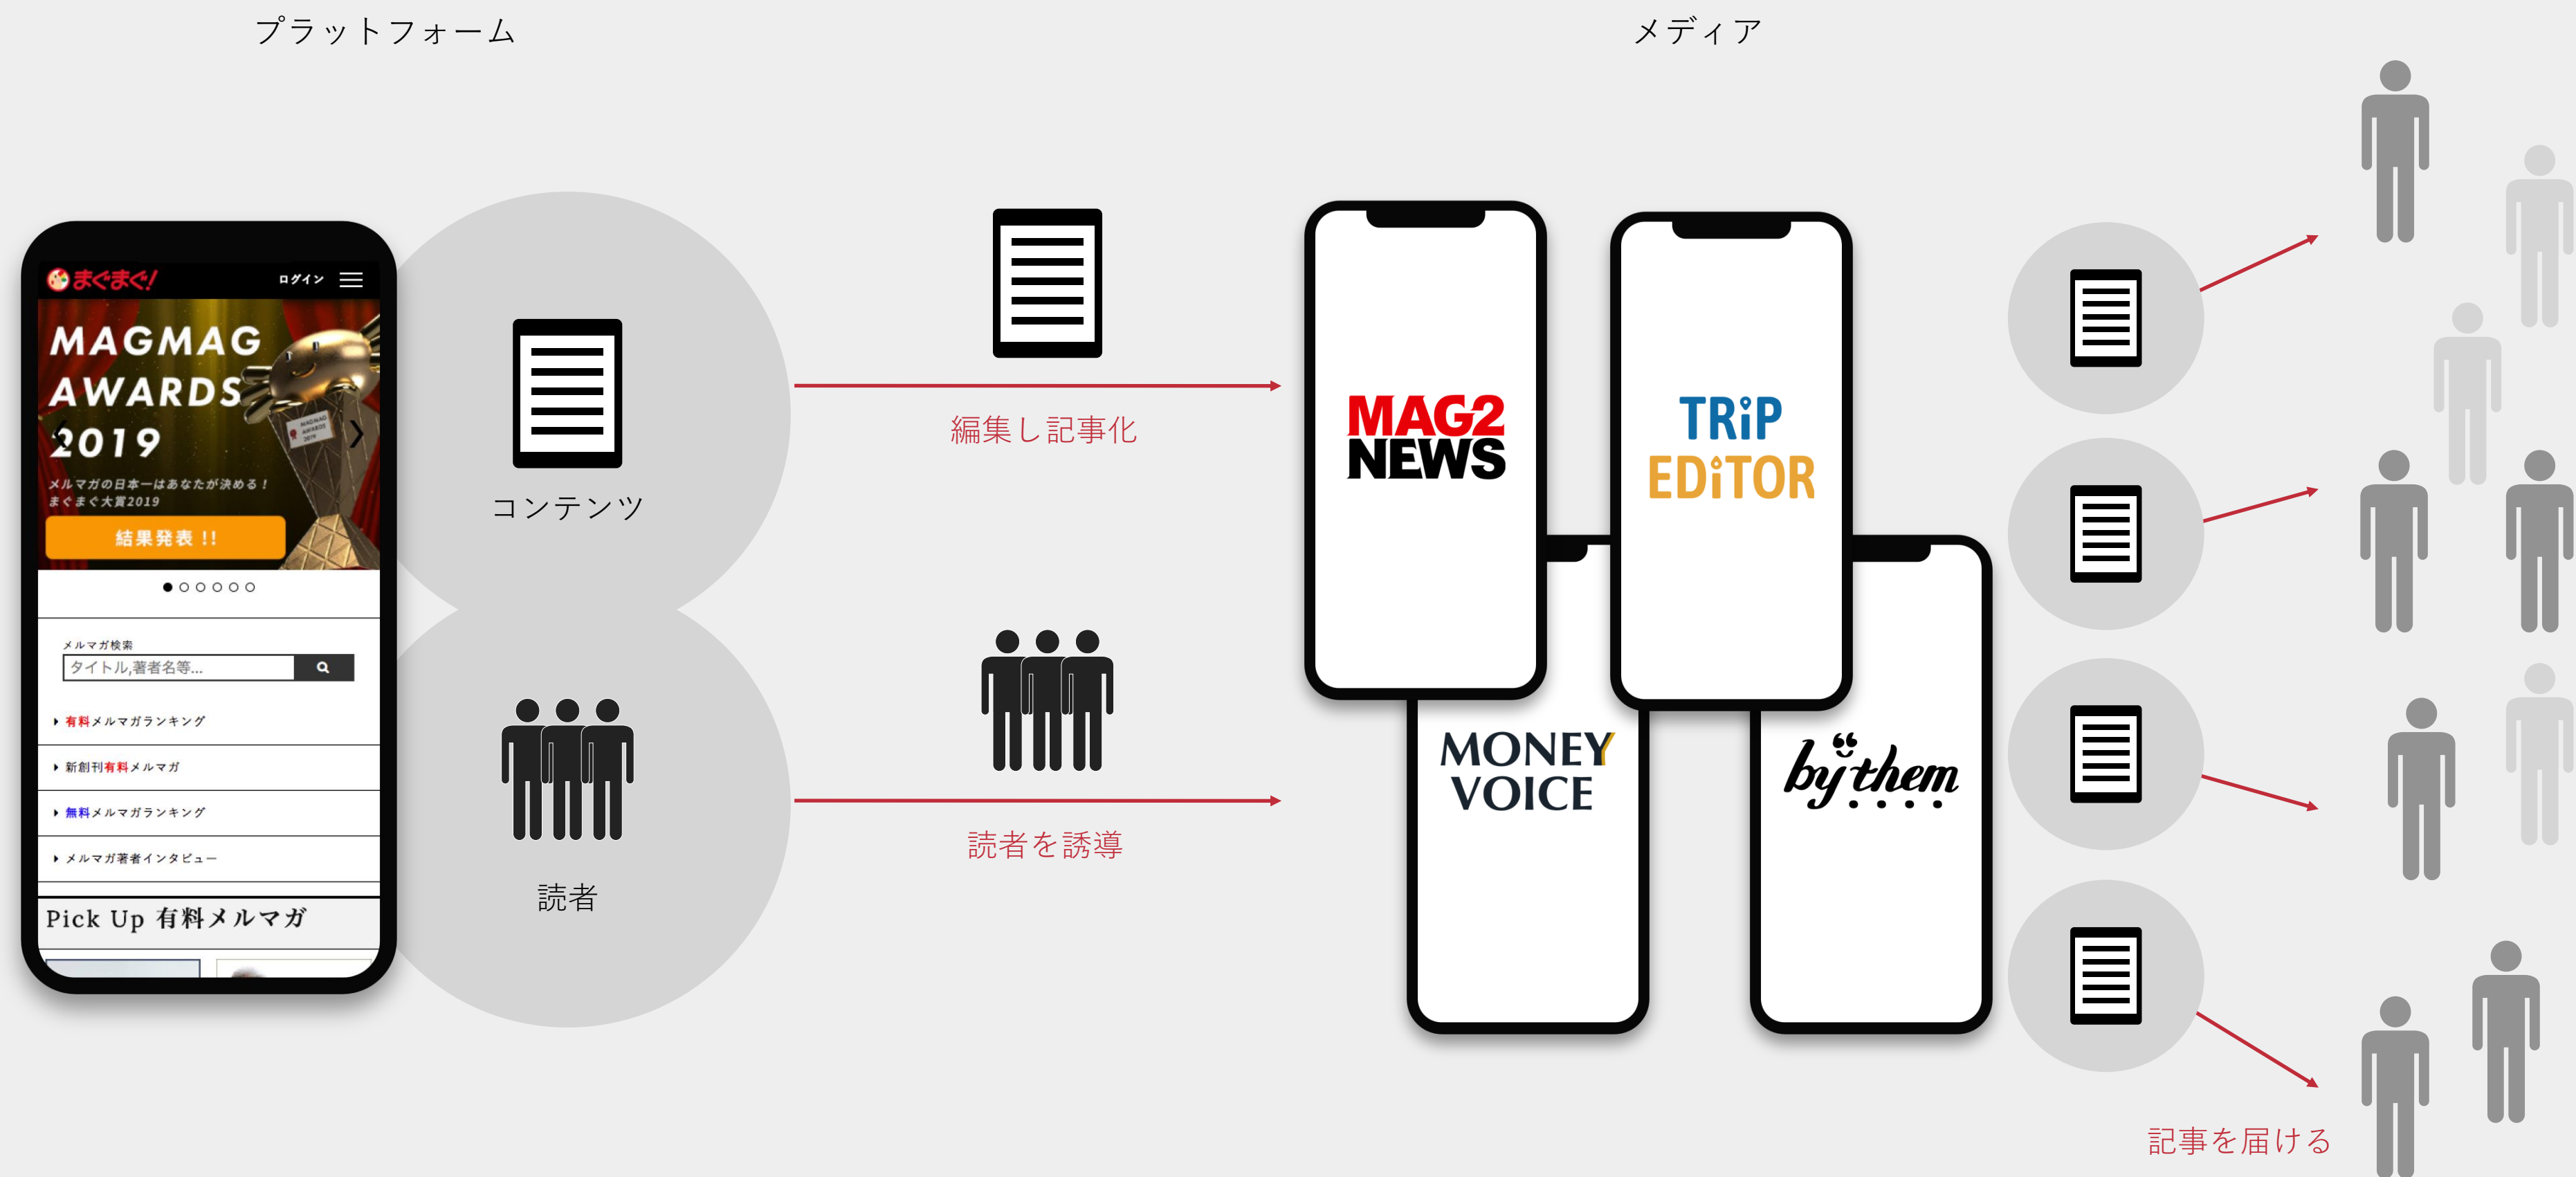 プラットフォーム
メディア
まぐまぐ!
ログイン
MAGMAG
AWARDS
2019
MAGMAG
AWARDS
2019
メルマガの日本一はあなたが決める！
まぐまぐ大賞2019
結果発表 !!
メルマガ検索
タイトル,著者名等...
有料メルマガランキング
新創刊有料メルマガ
無料メルマガランキング
メルマガ著者インタビュー
Pick Up 有料メルマガ
コンテンツ
読者
編集し記事化
読者を誘導
MAG2
NEWS
TRiP
EDiTOR
MONEY
VOICE
by them
記事を届ける